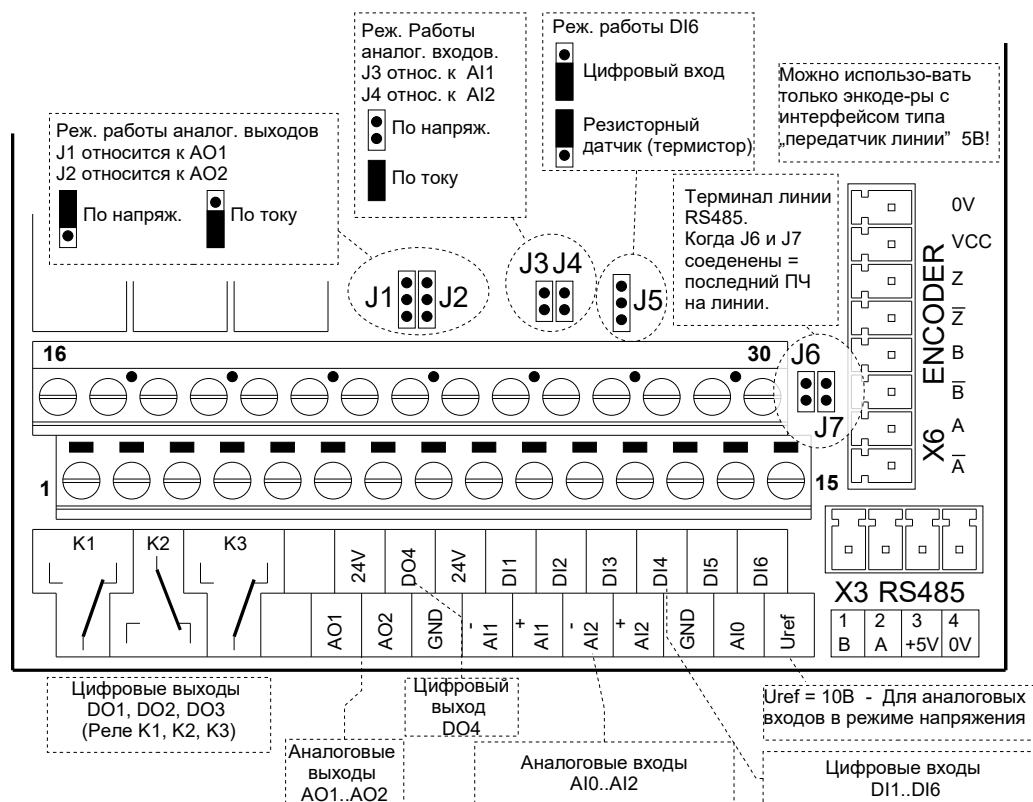 Реж. Работы
аналог. входов.
J3 относ. к AI1
J4 относ. к AI2
По напряж.
По току
Реж. работы DI6
Цифровый вход
Резисторный
датчик (термистор)
Можно использо-вать
только энкоде-ры с
интерфейсом типа
„передатчик линии" 5В!
Реж. работы аналог. выходов
J1 относится к AO1
J2 относится к AO2
По напряж.
По току
Терминал линии
RS485.
Когда J6 и J7
соеденены =
последний ПЧ
на линии.
0V
VCC
Z
Z̅
B
B̅
A
A̅
X6 ENCODER
J1
J2
J3 J4
J5
J6
J7
16
30
1
15
K1
K2
K3
24V
DO4
24V
DI1
DI2
DI3
DI4
DI5
DI6
AO1
AO2
GND
- AI1
+ AI1
- AI2
+ AI2
GND
AI0
Uref
X3 RS485
1 2 3 4
B A +5V 0V
Цифровые выходы
DO1, DO2, DO3
(Реле K1, K2, K3)
Цифровый
выход
DO4
Uref = 10В - Для аналоговых
входов в режиме напряжения
Аналоговые
выходы
AO1..AO2
Аналоговые входы
AI0..AI2
Цифровые входы
DI1..DI6